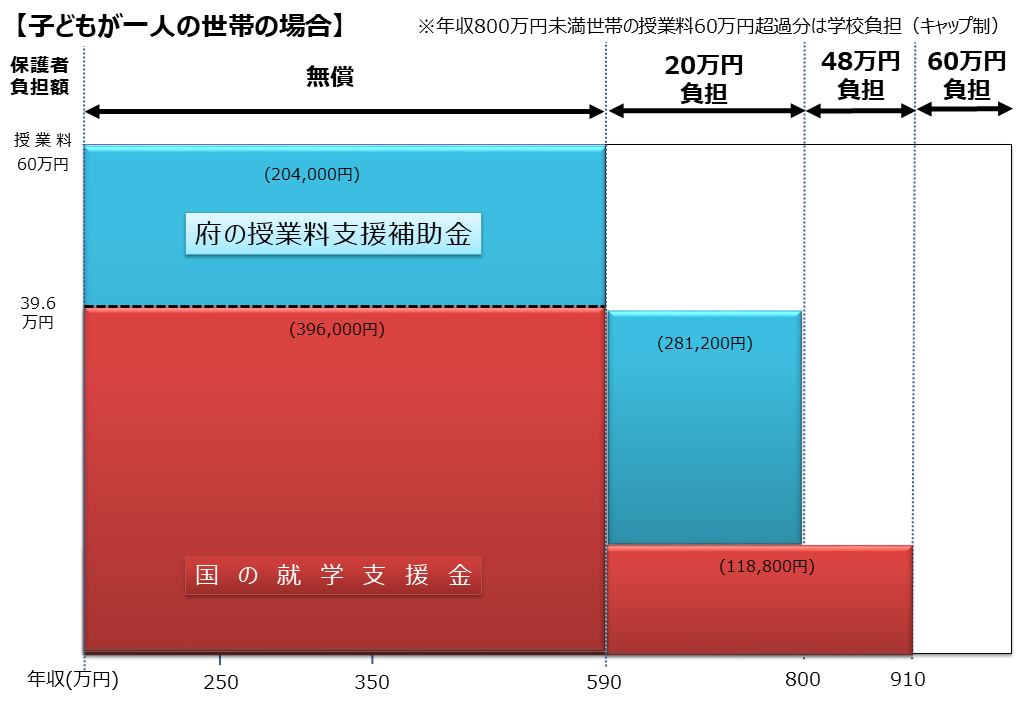 【子どもが一人の世帯の場合】
※年収800万円未満世帯の授業料60万円超過分は学校負担（キャップ制）
保護者
負担額
無償
20万円
負担
48万円
負担
60万円
負担
授業料
60万円
(204,000円)
府の授業料支援補助金
39.6
万円
(396,000円)
(281,200円)
国の就学支援金
(118,800円)
年収(万円)
250
350
590
800
910